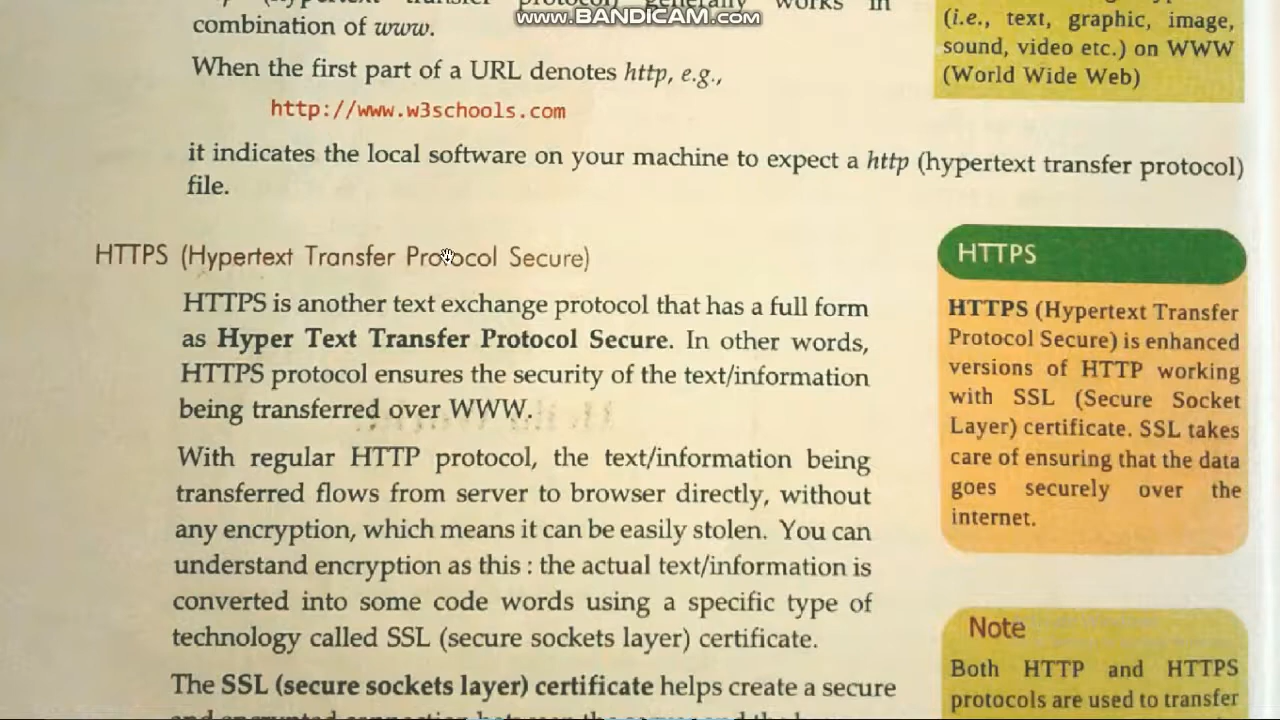 www.BANDICAM.com
works in
combination of www.
When the first part of a URL denotes http, e.g.,
http://www.w3schools.com
it indicates the local software on your machine to expect a http (hypertext transfer protocol)
file.
(i.e., text, graphic, image,
sound, video etc.) on WWW
(World Wide Web)
HTTPS (Hypertext Transfer Protocol Secure)
HTTPS is another text exchange protocol that has a full form
as Hyper Text Transfer Protocol Secure. In other words,
HTTPS protocol ensures the security of the text/information
being transferred over WWW.
With regular HTTP protocol, the text/information being
transferred flows from server to browser directly, without
any encryption, which means it can be easily stolen. You can
understand encryption as this : the actual text/information is
converted into some code words using a specific type of
technology called SSL (secure sockets layer) certificate.
The SSL (secure sockets layer) certificate helps create a secure
HTTPS
HTTPS (Hypertext Transfer
Protocol Secure) is enhanced
versions of HTTP working
with SSL (Secure Socket
Layer) certificate. SSL takes
care of ensuring that the data
goes securely over the
internet.
Note
Both HTTP and HTTPS
protocols are used to transfer